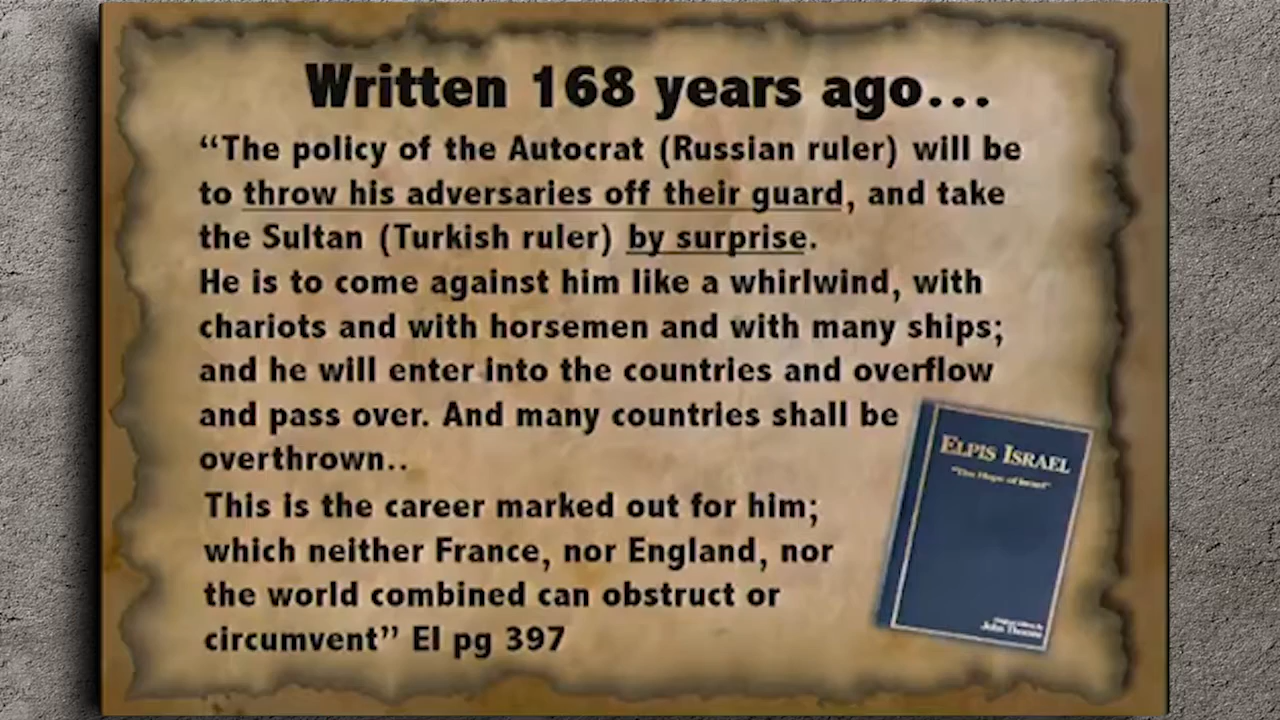 Written 168 years ago...
“The policy of the Autocrat (Russian ruler) will be
to throw his adversaries off their guard, and take
the Sultan (Turkish ruler) by surprise.
He is to come against him like a whirlwind, with
chariots and with horsemen and with many ships;
and he will enter into the countries and overflow
and pass over. And many countries shall be
overthrown..
This is the career marked out for him;
which neither France, nor England, nor
the world combined can obstruct or
circumvent” EI pg 397
ELPIS ISRAEL
"The Hope of Israel"
John Thomas